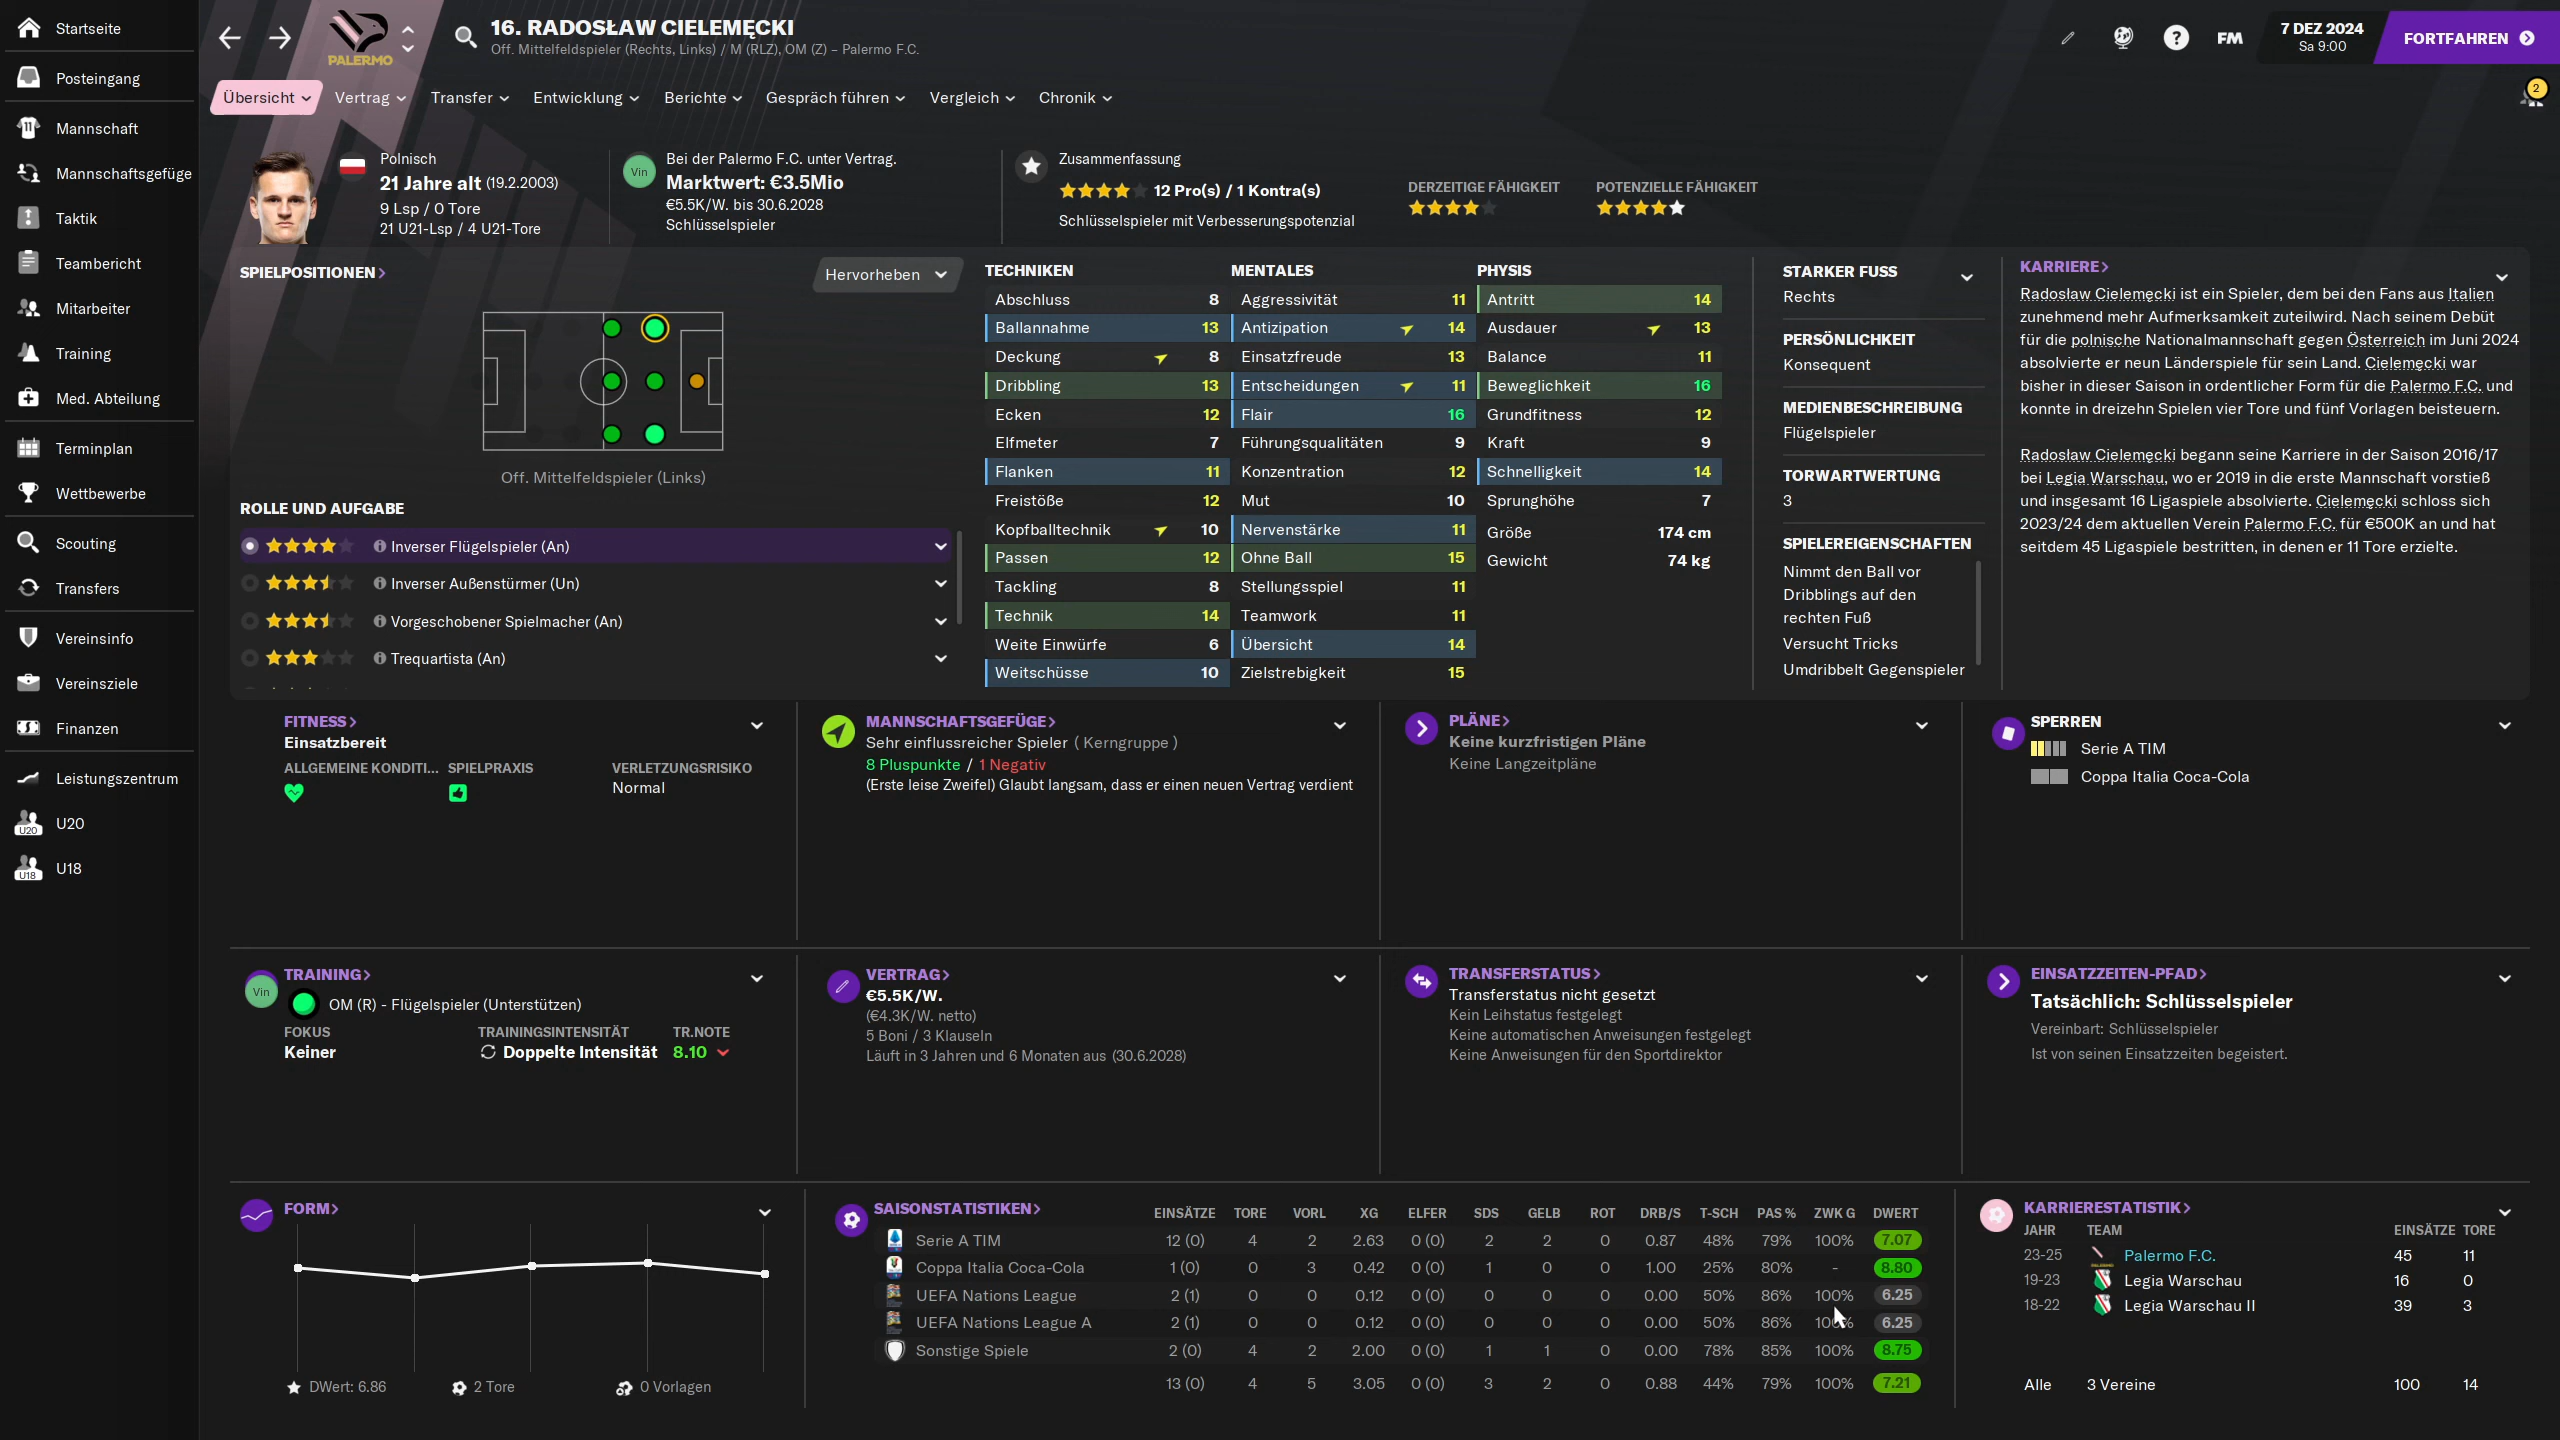 Startseite
Posteingang
Mannschaft
Mannschaftsgefüge
Taktik
Teambericht
Mitarbeiter
Training
Med. Abteilung
Terminplan
Wettbewerbe
Scouting
Transfers
Vereinsinfo
Vereinsziele
Finanzen
Leistungszentrum
U20
U20
U18
U18
PALERMO
16. RADOSŁAW CIELEMĘCKI
Off. Mittelfeldspieler (Rechts, Links) / M (RLZ), OM (Z) – Palermo F.C.
FM
7 DEZ 2024
Sa 9:00
FORTFAHREN
2
Übersicht
Vertrag
Transfer
Entwicklung
Berichte
Gespräch führen
Vergleich
Chronik
Polnisch
21 Jahre alt (19.2.2003)
9 Lsp / 0 Tore
21 U21-Lsp / 4 U21-Tore
Vin
Bei der Palermo F.C. unter Vertrag.
Marktwert: €3.5Mio
€5.5K/W. bis 30.6.2028
Schlüsselspieler
Zusammenfassung
12 Pro(s) / 1 Kontra(s)
Schlüsselspieler mit Verbesserungspotenzial
DERZEITIGE FÄHIGKEIT
POTENZIELLE FÄHIGKEIT
SPIELPOSITIONEN
Hervorheben
Off. Mittelfeldspieler (Links)
ROLLE UND AUFGABE
Inverser Flügelspieler (An)
Inverser Außenstürmer (Un)
Vorgeschobener Spielmacher (An)
Trequartista (An)
TECHNIKEN
Abschluss 8
Ballannahme 13
Deckung 8
Dribbling 13
Ecken 12
Elfmeter 7
Flanken 11
Freistöße 12
Kopfballtechnik 10
Passen 12
Tackling 8
Technik 14
Weite Einwürfe 6
Weitschüsse 10
MENTALES
Aggressivität 11
Antizipation 14
Einsatzfreude 13
Entscheidungen 11
Flair 16
Führungsqualitäten 9
Konzentration 12
Mut 10
Nervenstärke 11
Ohne Ball 15
Stellungsspiel 11
Teamwork 11
Übersicht 14
Zielstrebigkeit 15
PHYSIS
Antritt 14
Ausdauer 13
Balance 11
Beweglichkeit 16
Grundfitness 12
Kraft 9
Schnelligkeit 14
Sprunghöhe 7
Größe 174 cm
Gewicht 74 kg
STARKER FUSS
Rechts
PERSÖNLICHKEIT
Konsequent
MEDIENBESCHREIBUNG
Flügelspieler
TORWARTWERTUNG
3
SPIELEREIGENSCHAFTEN
Nimmt den Ball vor
Dribblings auf den
rechten Fuß
Versucht Tricks
Umdribbelt Gegenspieler
KARRIERE
Radosław Cielemęcki ist ein Spieler, dem bei den Fans aus Italien
zunehmend mehr Aufmerksamkeit zuteilwird. Nach seinem Debüt
für die polnische Nationalmannschaft gegen Österreich im Juni 2024
absolvierte er neun Länderspiele für sein Land. Cielemęcki war
bisher in dieser Saison in ordentlicher Form für die Palermo F.C. und
konnte in dreizehn Spielen vier Tore und fünf Vorlagen beisteuern.
Radosław Cielemęcki begann seine Karriere in der Saison 2016/17
bei Legia Warschau, wo er 2019 in die erste Mannschaft vorstieß
und insgesamt 16 Ligaspiele absolvierte. Cielemęcki schloss sich
2023/24 dem aktuellen Verein Palermo F.C. für €500K an und hat
seitdem 45 Ligaspiele bestritten, in denen er 11 Tore erzielte.
FITNESS
Einsatzbereit
ALLGEMEINE KONDITI... SPIELPRAXIS VERLETZUNGSRISIKO
Normal
MANNSCHAFTSGEFÜGE
Sehr einflussreicher Spieler ( Kerngruppe )
8 Pluspunkte / 1 Negativ
(Erste leise Zweifel) Glaubt langsam, dass er einen neuen Vertrag verdient
PLÄNE
Keine kurzfristigen Pläne
Keine Langzeitpläne
SPERREN
Serie A TIM
Coppa Italia Coca-Cola
TRAINING
Vin
OM (R) - Flügelspieler (Unterstützen)
FOKUS TRAININGSINTENSITÄT TR.NOTE
Keiner Doppelte Intensität 8.10
VERTRAG
€5.5K/W.
(€4.3K/W. netto)
5 Boni / 3 Klauseln
Läuft in 3 Jahren und 6 Monaten aus (30.6.2028)
TRANSFERSTATUS
Transferstatus nicht gesetzt
Kein Leihstatus festgelegt
Keine automatischen Anweisungen festgelegt
Keine Anweisungen für den Sportdirektor
EINSATZZEITEN-PFAD
Tatsächlich: Schlüsselspieler
Vereinbart: Schlüsselspieler
Ist von seinen Einsatzzeiten begeistert.
FORM
DWert: 6.86 2 Tore 0 Vorlagen
SAISONSTATISTIKEN EINSÄTZE TORE VORL XG ELFER SDS GELB ROT DRB/S T-SCH PAS % ZWK G DWERT
Serie A TIM 12 (0) 4 2 2.63 0 (0) 2 2 0 0.87 48% 79% 100% 7.07
Coppa Italia Coca-Cola 1 (0) 0 3 0.42 0 (0) 1 0 0 1.00 25% 80% - 8.80
UEFA Nations League 2 (1) 0 0 0.12 0 (0) 0 0 0 0.00 50% 86% 100% 6.25
UEFA Nations League A 2 (1) 0 0 0.12 0 (0) 0 0 0 0.00 50% 86% 100% 6.25
Sonstige Spiele 2 (0) 4 2 2.00 0 (0) 1 1 0 0.00 78% 85% 100% 8.75
13 (0) 4 5 3.05 0 (0) 3 2 0 0.88 44% 79% 100% 7.21
KARRIERESTATISTIK
JAHR TEAM EINSÄTZE TORE
23-25 Palermo F.C. 45 11
19-23 Legia Warschau 16 0
18-22 Legia Warschau II 39 3
Alle 3 Vereine 100 14